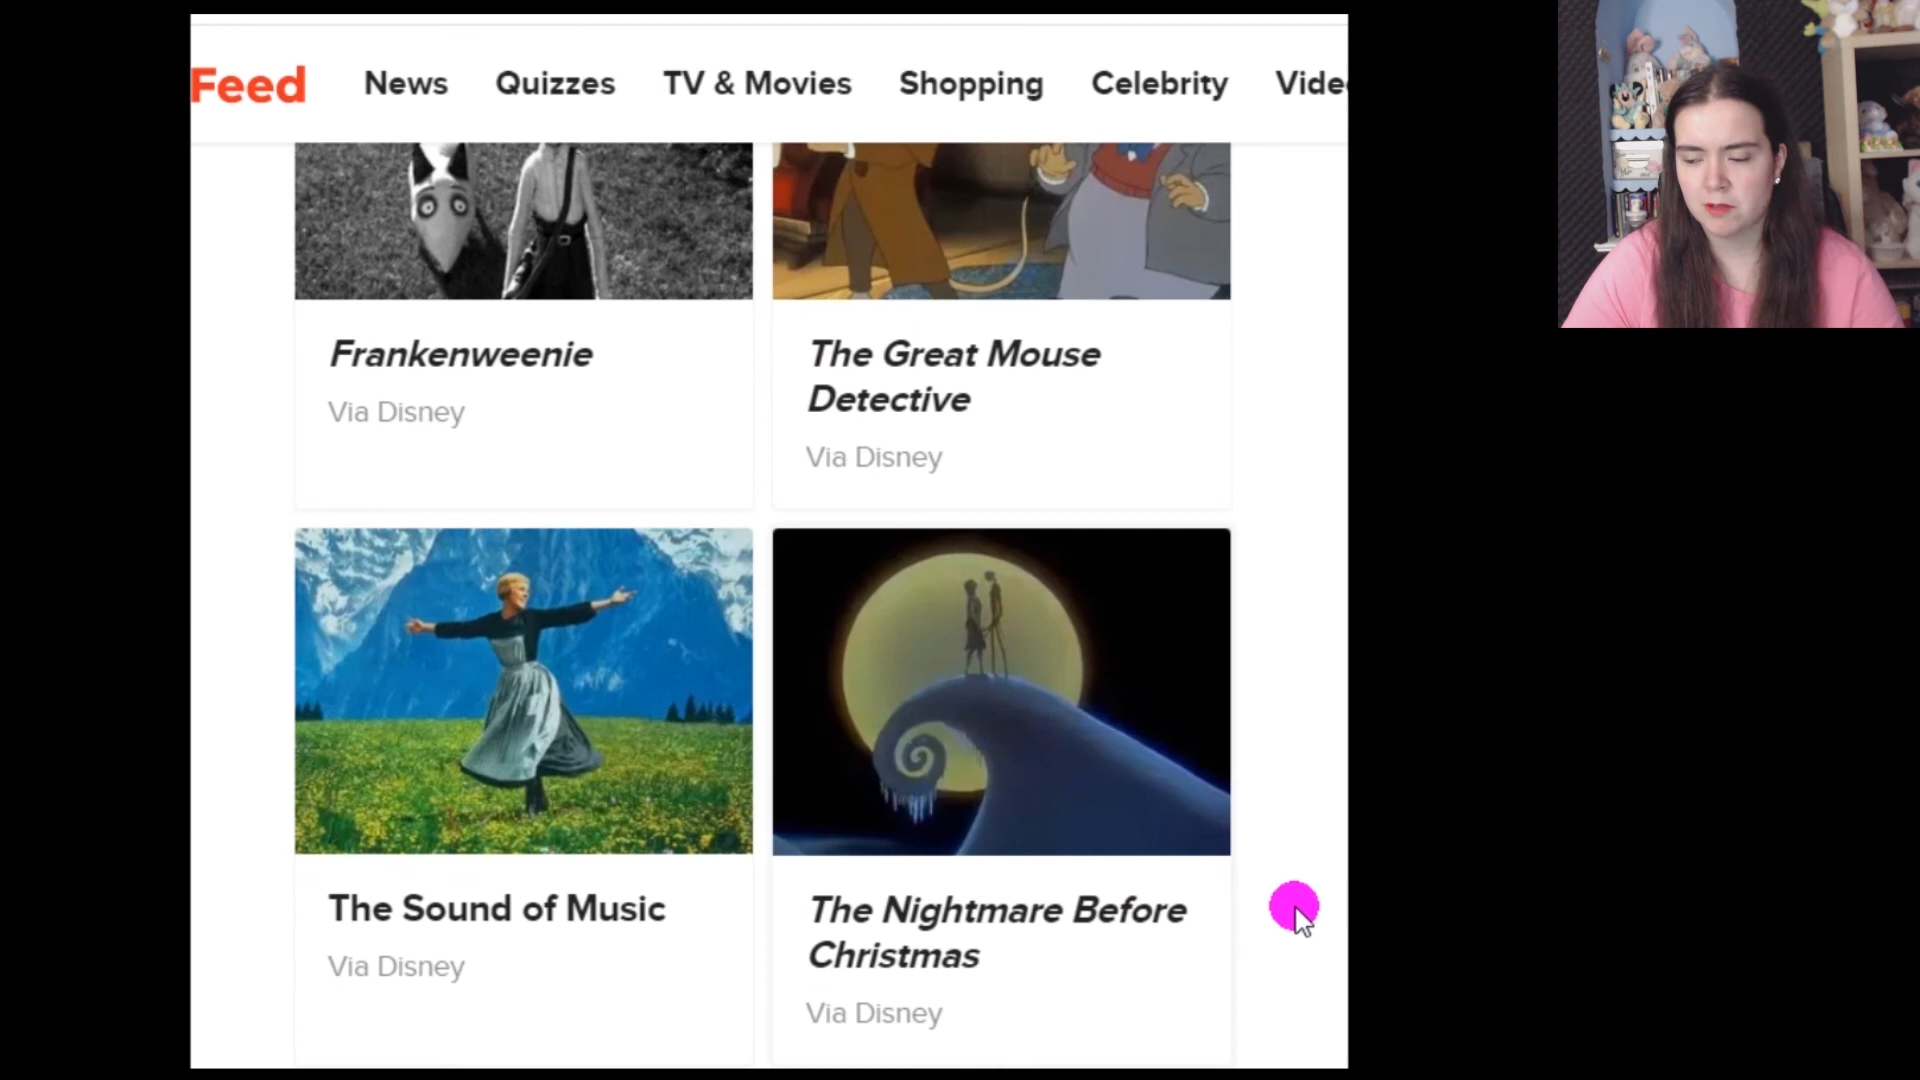 Feed News Quizzes TV & Movies Shopping Celebrity
Frankenweenie
Via Disney
The Great Mouse
Detective
Via Disney
The Sound of Music
Via Disney
The Nightmare Before
Christmas
Via Disney